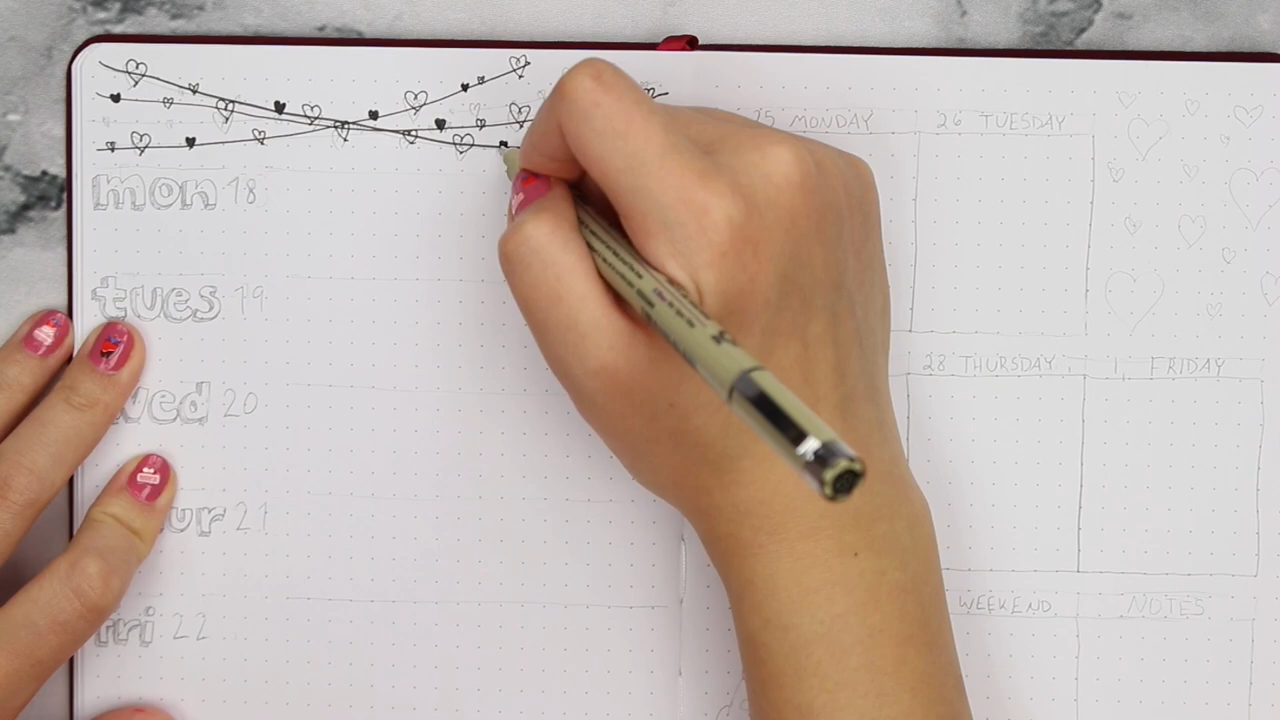 mon 18
tues 19
wed 20
ur 21
fri 22
25 MONDAY
26 TUESDAY
28 THURSDAY
1 FRIDAY
WEEKEND
NOTES